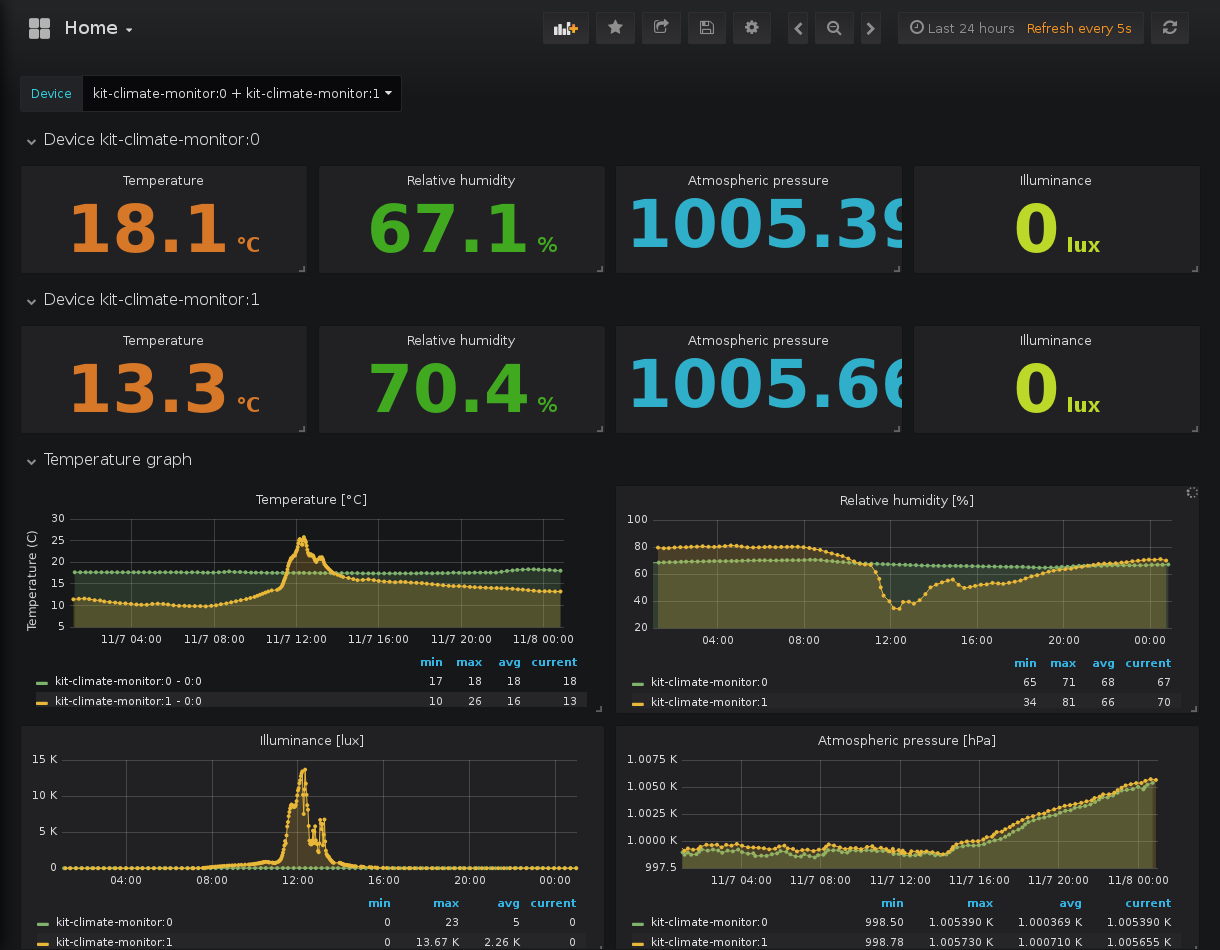 Home
Last 24 hours Refresh every 5s
Device kit-climate-monitor:0 + kit-climate-monitor:1
Device kit-climate-monitor:0
Temperature Relative humidity Atmospheric pressure Illuminance
18.1 °C 67.1 % 1005.39 0 lux
Device kit-climate-monitor:1
Temperature Relative humidity Atmospheric pressure Illuminance
13.3 °C 70.4 % 1005.66 0 lux
Temperature graph
Temperature [°C]
Temperature (C)
30
25
20
15
10
5
11/7 04:00 11/7 08:00 11/7 12:00 11/7 16:00 11/7 20:00 11/8 00:00
min max avg current
kit-climate-monitor:0 - 0:0 17 18 18 18
kit-climate-monitor:1 - 0:0 10 26 16 13
Relative humidity [%]
100
80
60
40
20
04:00 08:00 12:00 16:00 20:00 00:00
min max avg current
kit-climate-monitor:0 65 71 68 67
kit-climate-monitor:1 34 81 66 70
Illuminance [lux]
15 K
10 K
5 K
0
04:00 08:00 12:00 16:00 20:00 00:00
min max avg current
kit-climate-monitor:0 0 23 5 0
kit-climate-monitor:1 0 13.67 K 2.26 K 0
Atmospheric pressure [hPa]
1.0075 K
1.0050 K
1.0025 K
1.0000 K
997.5
11/7 04:00 11/7 08:00 11/7 12:00 11/7 16:00 11/7 20:00 11/8 00:00
min max avg current
kit-climate-monitor:0 998.50 1.005390 K 1.000369 K 1.005390 K
kit-climate-monitor:1 998.78 1.005730 K 1.000710 K 1.005655 K